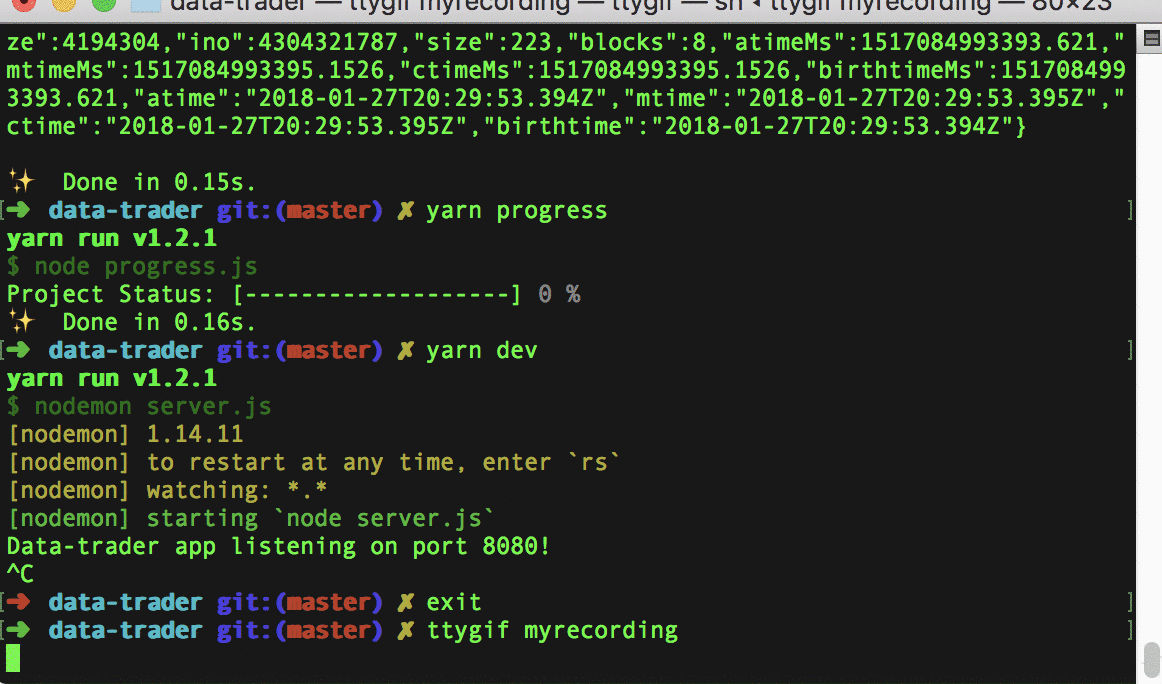 data-trader — ttygif myrecording — ttygif — sh ◂ ttygif myrecording — 80×23
ze":4194304,"ino":4304321787,"size":223,"blocks":8,"atimeMs":1517084993393.621,"
mtimeMs":1517084993395.1526,"ctimeMs":1517084993395.1526,"birthtimeMs":151708499
3393.621,"atime":"2018-01-27T20:29:53.394Z","mtime":"2018-01-27T20:29:53.395Z","
ctime":"2018-01-27T20:29:53.395Z","birthtime":"2018-01-27T20:29:53.394Z"}
✨  Done in 0.15s.
[➜ data-trader git:(master) ✗ yarn progress ]
yarn run v1.2.1
$ node progress.js
Project Status: [-------------------] 0 %
✨  Done in 0.16s.
[➜ data-trader git:(master) ✗ yarn dev ]
yarn run v1.2.1
$ nodemon server.js
[nodemon] 1.14.11
[nodemon] to restart at any time, enter `rs`
[nodemon] watching: *.*
[nodemon] starting `node server.js`
Data-trader app listening on port 8080!
^C
[➜ data-trader git:(master) ✗ exit ]
[➜ data-trader git:(master) ✗ ttygif myrecording ]